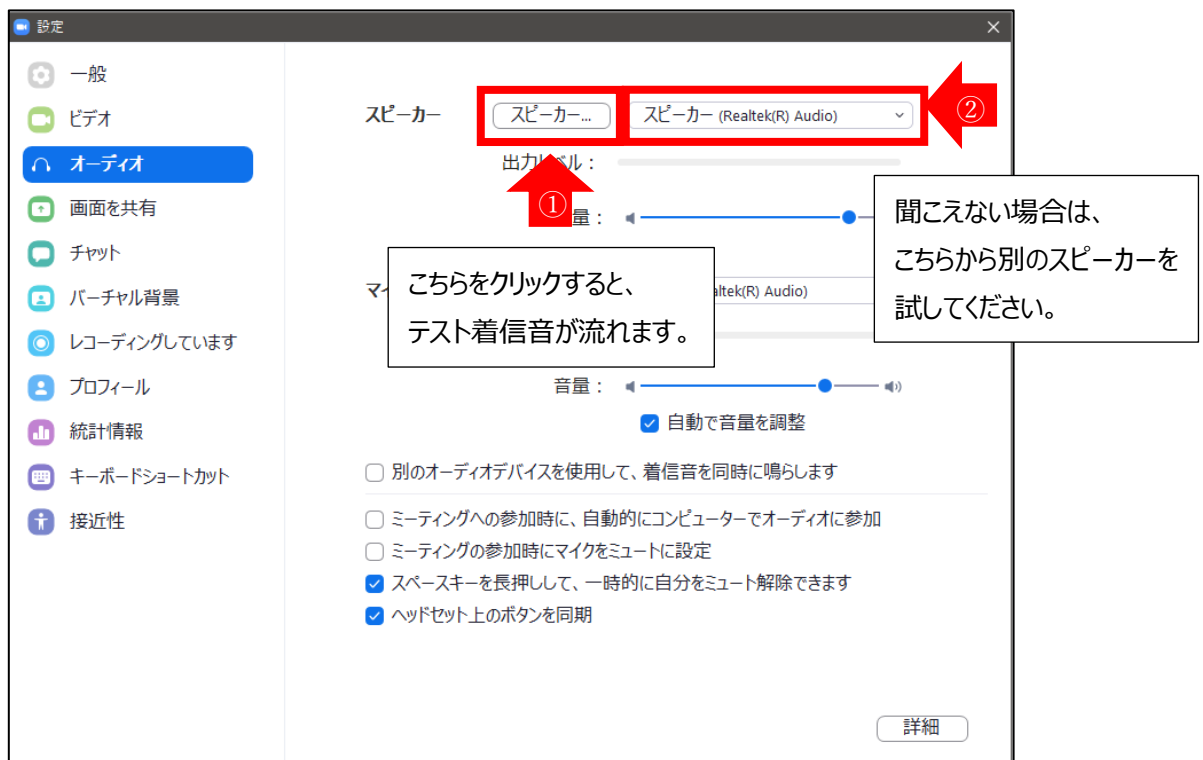 設定
一般
ビデオ
オーディオ
画面を共有
チャット
バーチャル背景
レコーディングしています
プロフィール
統計情報
キーボードショートカット
接近性
スピーカー スピーカー... スピーカー (Realtek(R) Audio)
②
出力レベル：
①
量：
聞こえない場合は、
こちらから別のスピーカーを
試してください。
こちらをクリックすると、
テスト着信音が流れます。
マイ
altek(R) Audio)
音量：
自動で音量を調整
別のオーディオデバイスを使用して、着信音を同時に鳴らします
ミーティングへの参加時に、自動的にコンピューターでオーディオに参加
ミーティングの参加時にマイクをミュートに設定
スペースキーを長押しして、一時的に自分をミュート解除できます
ヘッドセット上のボタンを同期
詳細